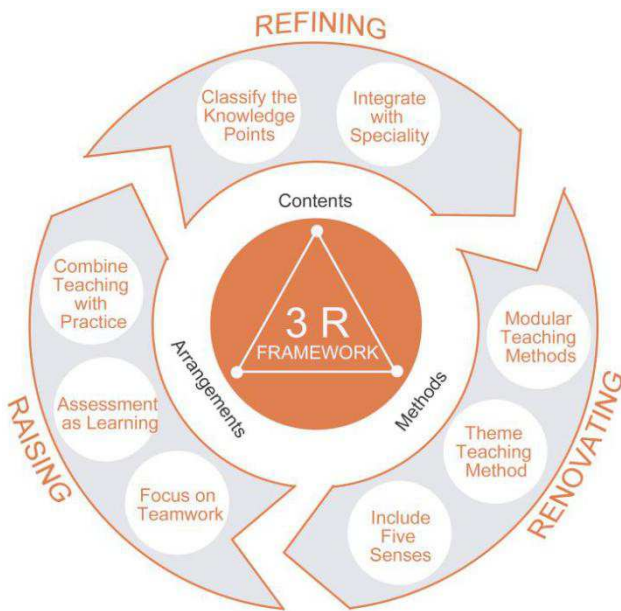 REFINING
Classify the
Knowledge
Points
Integrate
with
Speciality
Contents
3 R
FRAMEWORK
Arrangements
Methods
Combine
Teaching
with
Practice
Assessment
as Learning
Focus on
Teamwork
RAISING
Modular
Teaching
Methods
Theme
Teaching
Method
Include
Five
Senses
RENOVATING